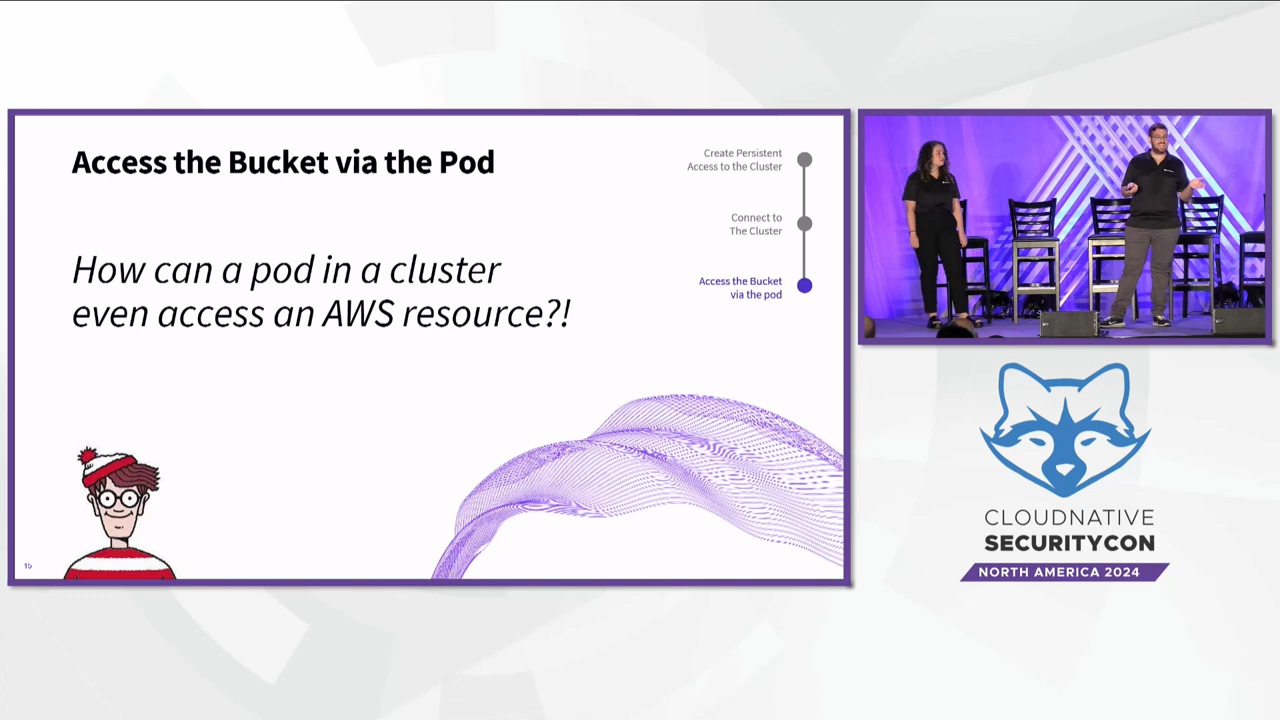 Access the Bucket via the Pod
Create Persistent
Access to the Cluster
Connect to
The Cluster
Access the Bucket
via the pod
How can a pod in a cluster
even access an AWS resource?!
CLOUDNATIVE
SECURITYCON
NORTH AMERICA 2024